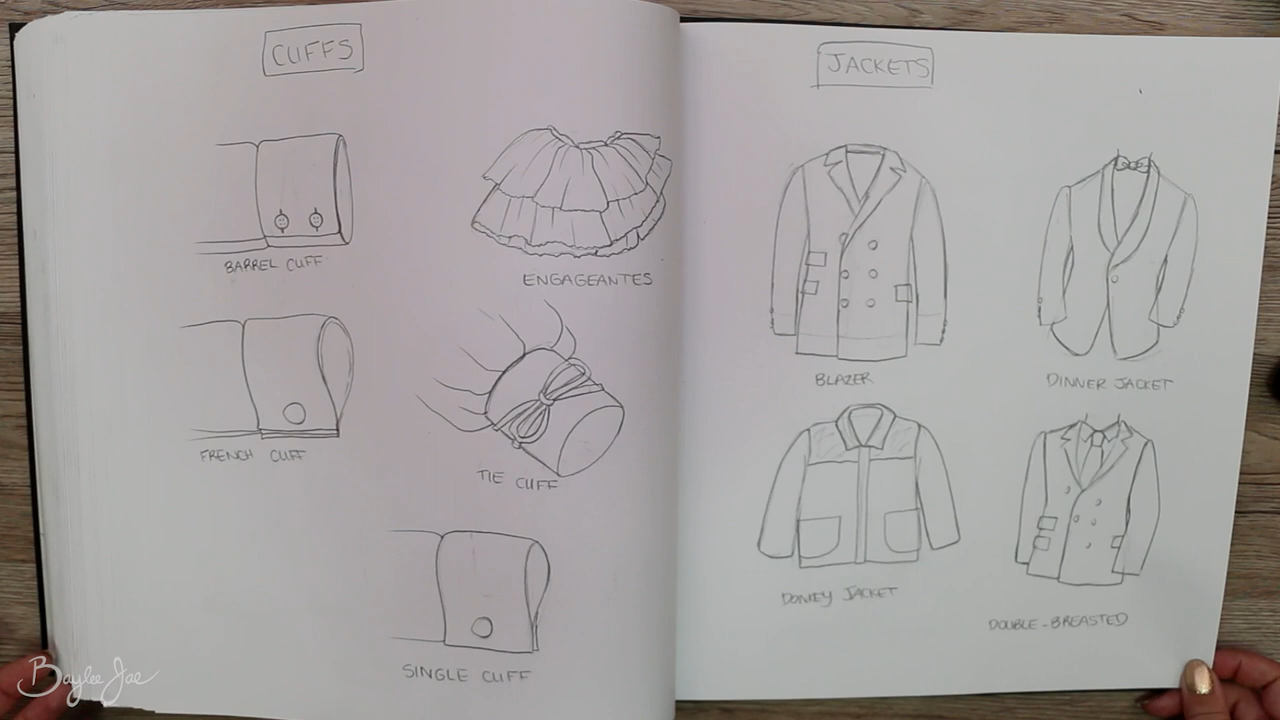 CUFFS
BARREL CUFF
ENGAGEANTES
FRENCH CUFF
TIE CUFF
SINGLE CUFF
JACKETS
BLAZER
DINNER JACKET
DONKEY JACKET
DOUBLE-BREASTED
Baylee Jae